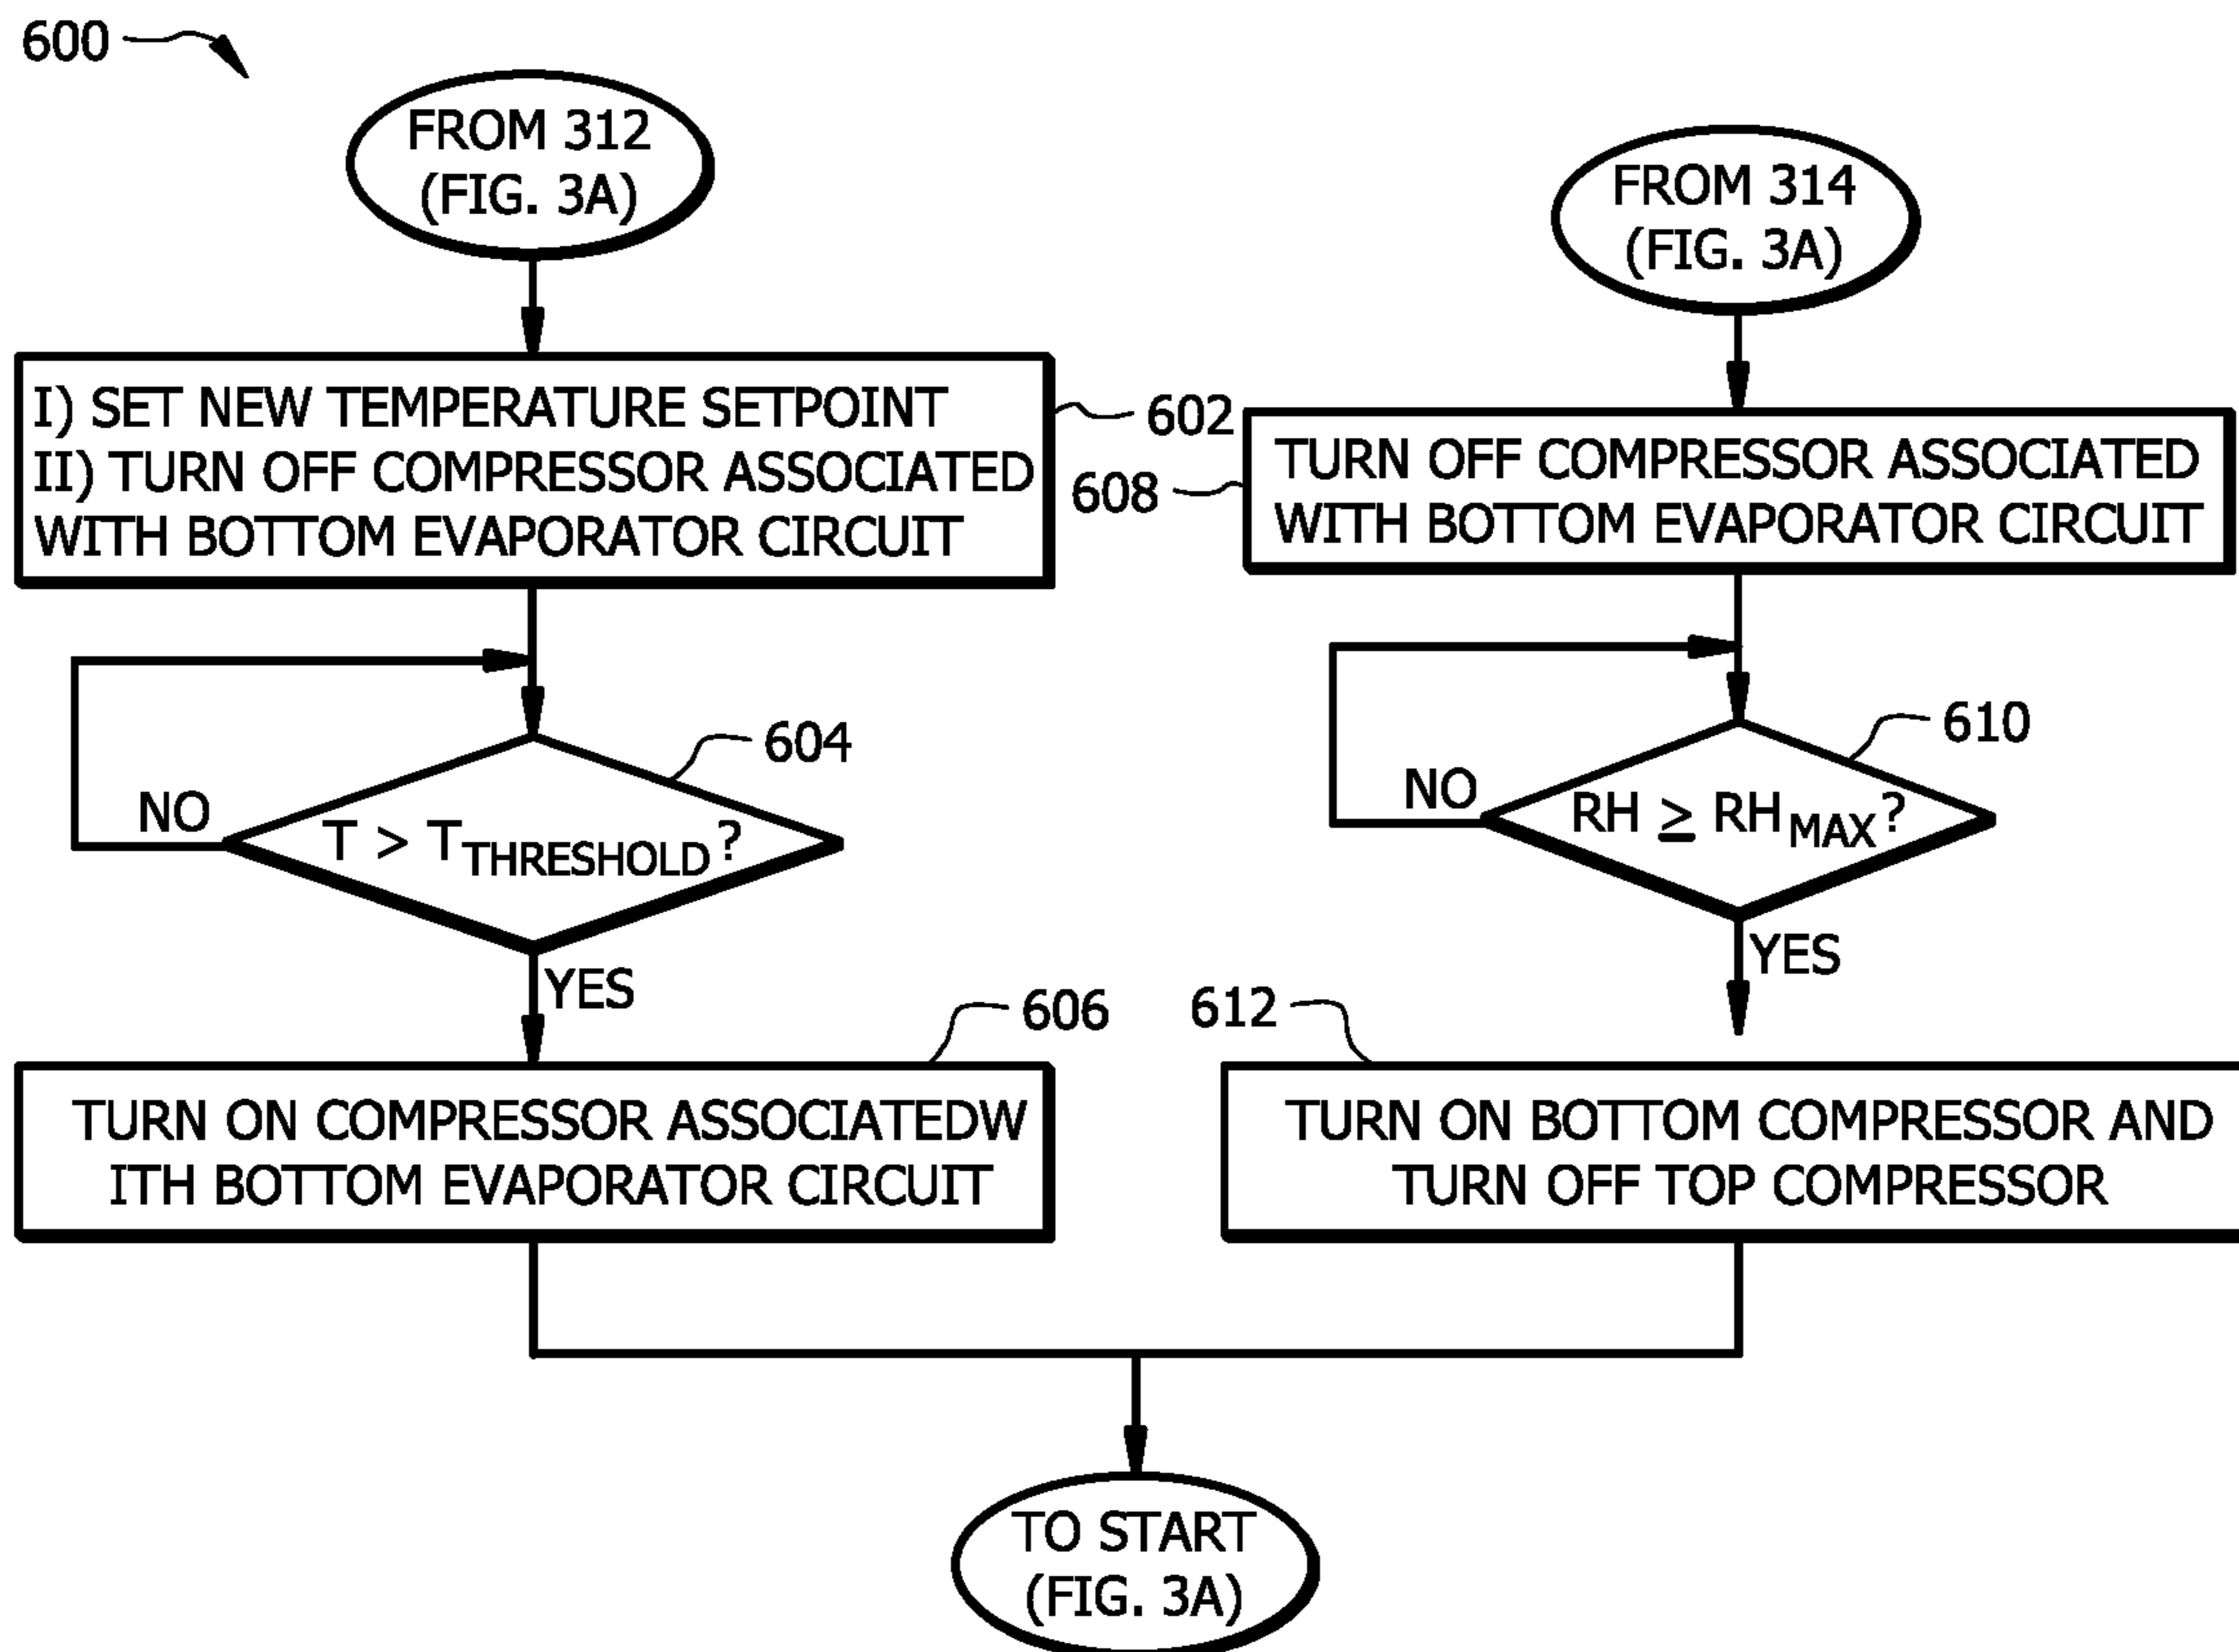 600
FROM 312
(FIG. 3A)
I) SET NEW TEMPERATURE SETPOINT
II) TURN OFF COMPRESSOR ASSOCIATED
WITH BOTTOM EVAPORATOR CIRCUIT
602
604
NO
T > T THRESHOLD?
YES
606
TURN ON COMPRESSOR ASSOCIATEDW
ITH BOTTOM EVAPORATOR CIRCUIT
FROM 314
(FIG. 3A)
608
TURN OFF COMPRESSOR ASSOCIATED
WITH BOTTOM EVAPORATOR CIRCUIT
610
NO
RH ≥ RH MAX?
YES
612
TURN ON BOTTOM COMPRESSOR AND
TURN OFF TOP COMPRESSOR
TO START
(FIG. 3A)